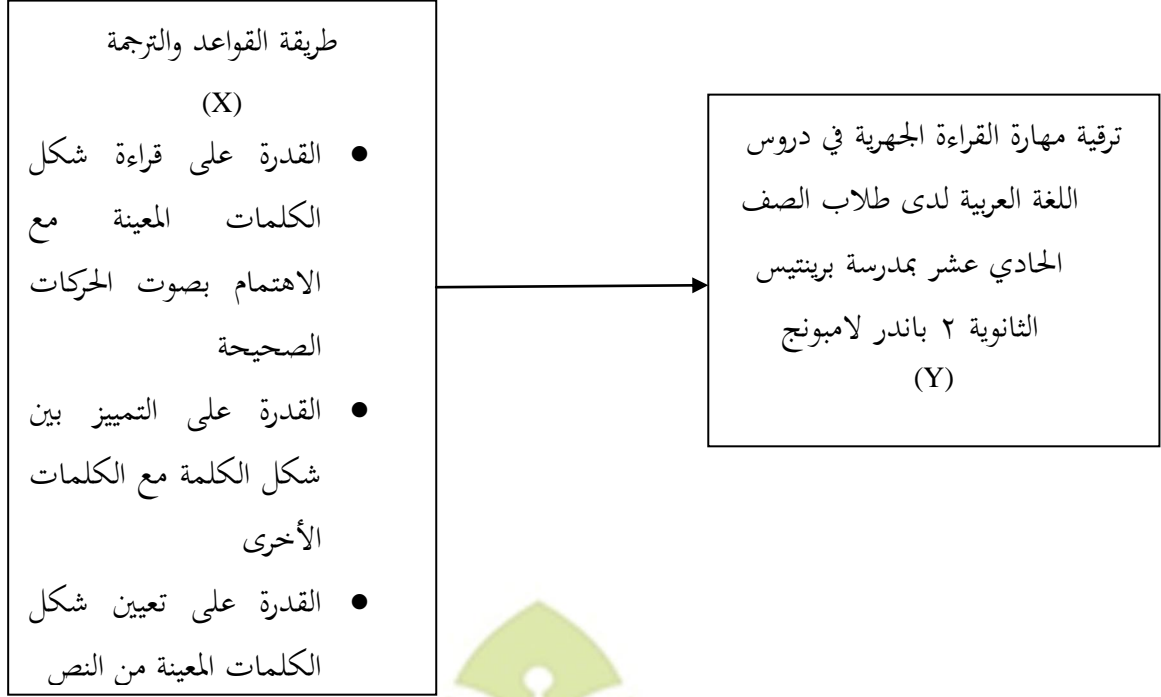 طريقة القواعد والترجمة
(X)
● القدرة على قراءة شكل
الكلمات المعينة مع
الاهتمام بصوت الحركات
الصحيحة
● القدرة على التمييز بين
شكل الكلمة مع الكلمات
الأخرى
● القدرة على تعيين شكل
الكلمات المعينة من النص
ترقية مهارة القراءة الجهرية في دروس
اللغة العربية لدى طلاب الصف
الحادي عشر بمدرسة برينتيس
الثانوية ٢ باندر لامبونج
(Y)